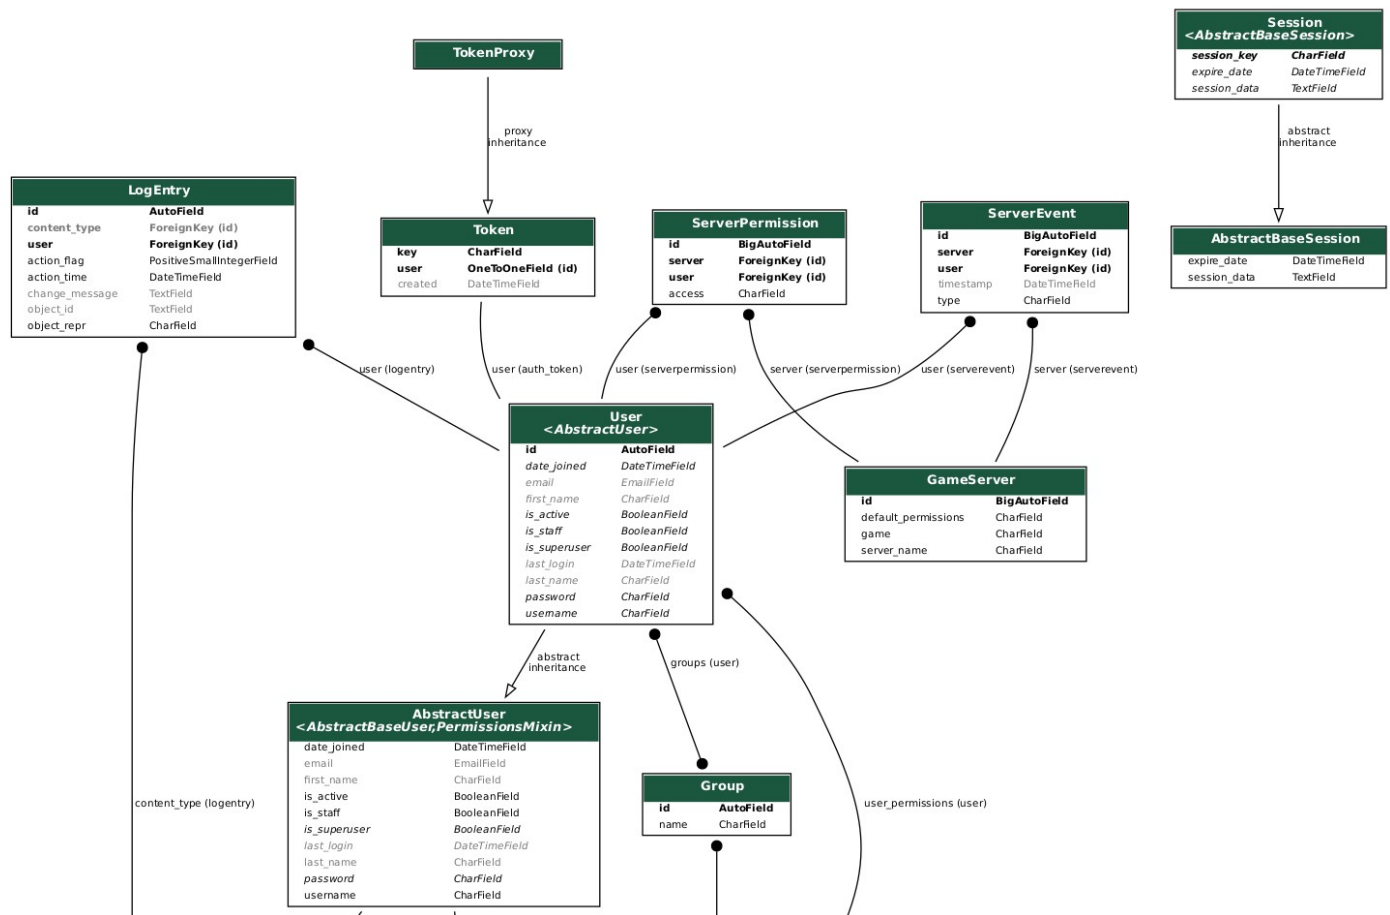 TokenProxy
Session
<AbstractBaseSession>
session_key CharField
expire_date DateTimeField
session_data TextField
proxy
inheritance
abstract
inheritance
LogEntry
id AutoField
content_type ForeignKey (id)
user ForeignKey (id)
action_flag PositiveSmallIntegerField
action_time DateTimeField
change_message TextField
object_id TextField
object_repr CharField
Token
key CharField
user OneToOneField (id)
created DateTimeField
ServerPermission
id BigAutoField
server ForeignKey (id)
user ForeignKey (id)
access CharField
ServerEvent
id BigAutoField
server ForeignKey (id)
user ForeignKey (id)
timestamp DateTimeField
type CharField
AbstractBaseSession
expire_date DateTimeField
session_data TextField
user (logentry)
user (auth_token)
user (serverpermission)
server (serverpermission)
user (serverevent)
server (serverevent)
User
<AbstractUser>
id AutoField
date_joined DateTimeField
email EmailField
first_name CharField
is_active BooleanField
is_staff BooleanField
is_superuser BooleanField
last_login DateTimeField
last_name CharField
password CharField
username CharField
GameServer
id BigAutoField
default_permissions CharField
game CharField
server_name CharField
abstract
inheritance
groups (user)
AbstractUser
<AbstractBaseUser,PermissionsMixin>
date_joined DateTimeField
email EmailField
first_name CharField
is_active BooleanField
is_staff BooleanField
is_superuser BooleanField
last_login DateTimeField
last_name CharField
password CharField
username CharField
Group
id AutoField
name CharField
content_type (logentry)
user_permissions (user)